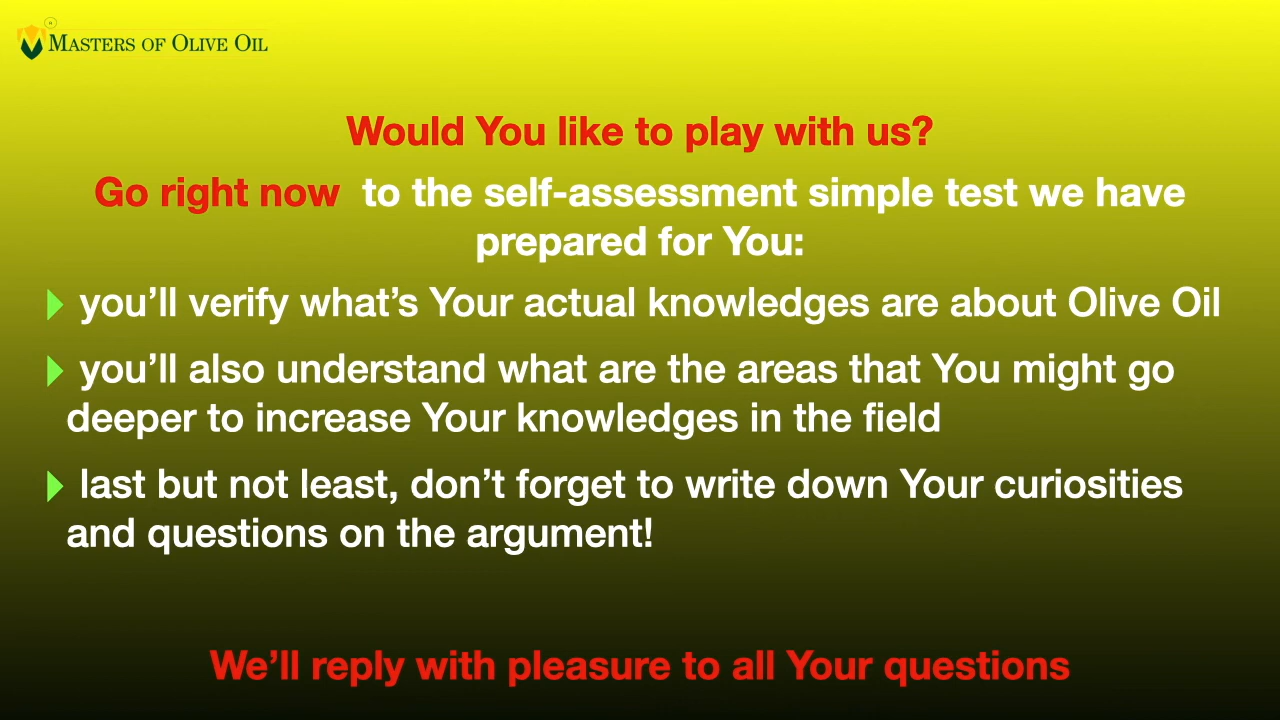 Masters of Olive Oil
Would You like to play with us?
Go right now to the self-assessment simple test we have
prepared for You:
you’ll verify what’s Your actual knowledges are about Olive Oil
you’ll also understand what are the areas that You might go
deeper to increase Your knowledges in the field
last but not least, don’t forget to write down Your curiosities
and questions on the argument!
We’ll reply with pleasure to all Your questions